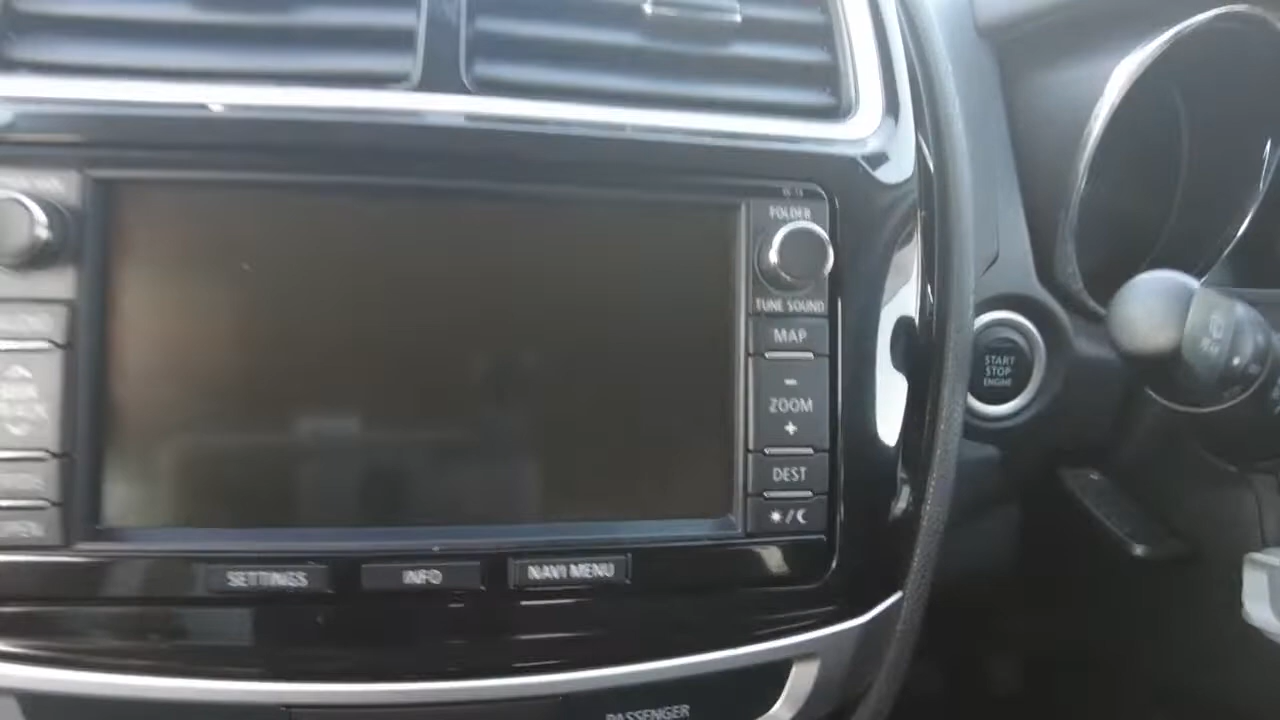 FOLDER
TUNE SOUND
MAP
-
ZOOM
+
DEST
SETTINGS
INFO
NAVI MENU
PASSENGER
START
STOP
ENGINE